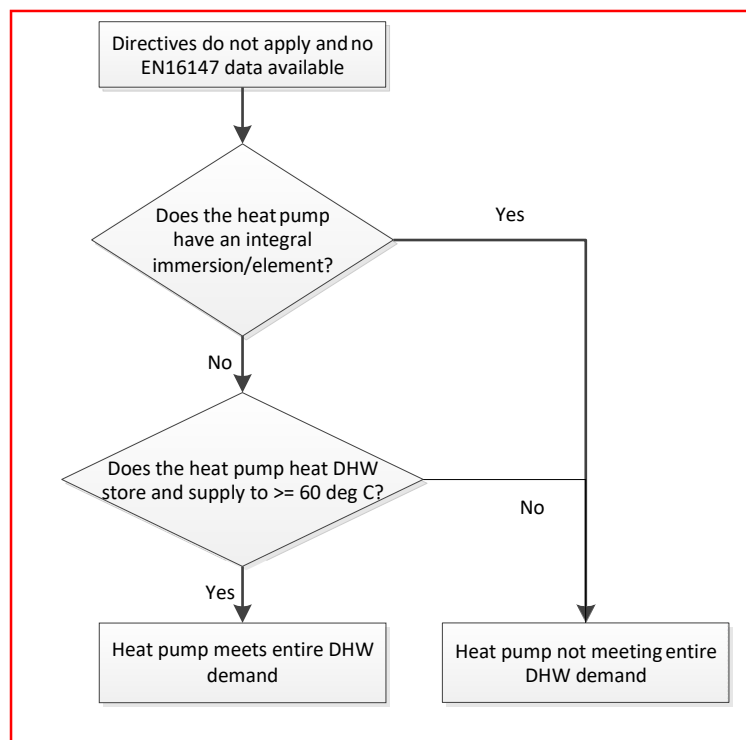 Directives do not apply and no
EN16147 data available
Does the heat pump
have an integral
immersion/element?
Yes
No
Does the heat pump heat DHW
store and supply to >= 60 deg C?
No
Yes
Heat pump meets entire DHW
demand
Heat pump not meeting entire
DHW demand